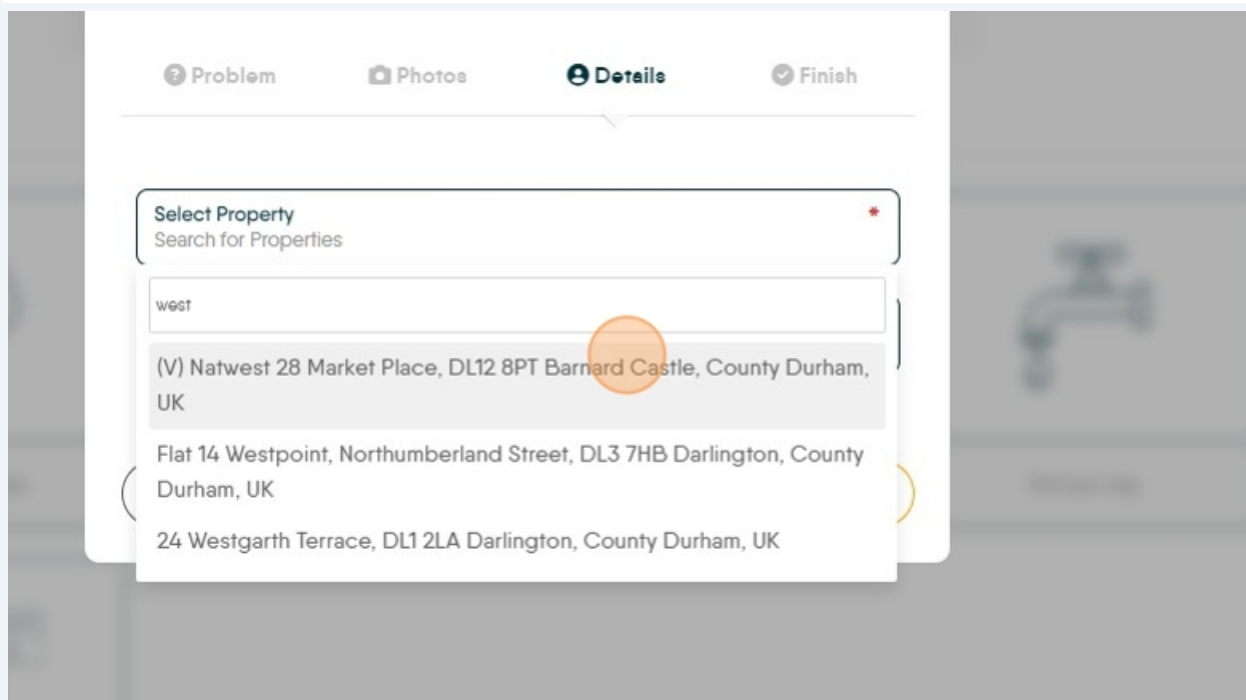 Problem Photos Details Finish
Select Property *
Search for Properties
west
(V) Natwest 28 Market Place, DL12 8PT Barnard Castle, County Durham,
UK
Flat 14 Westpoint, Northumberland Street, DL3 7HB Darlington, County
Durham, UK
24 Westgarth Terrace, DL1 2LA Darlington, County Durham, UK